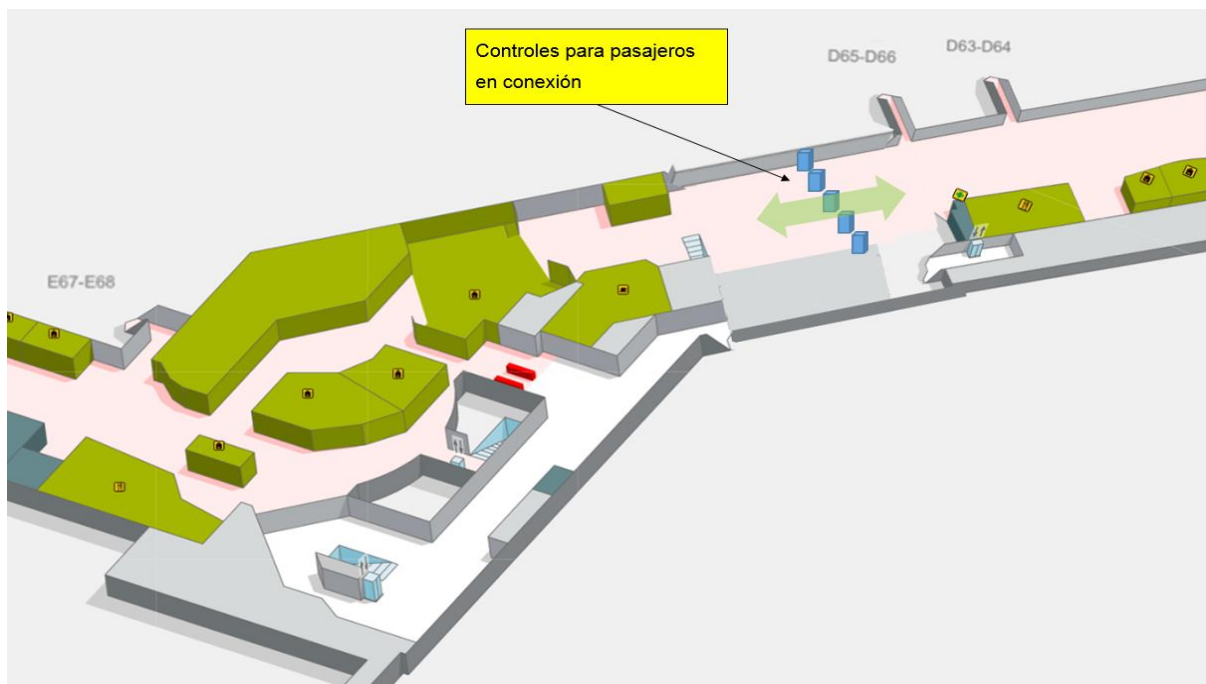 Controles para pasajeros
en conexión
D65-D66
D63-D64
E67-E68